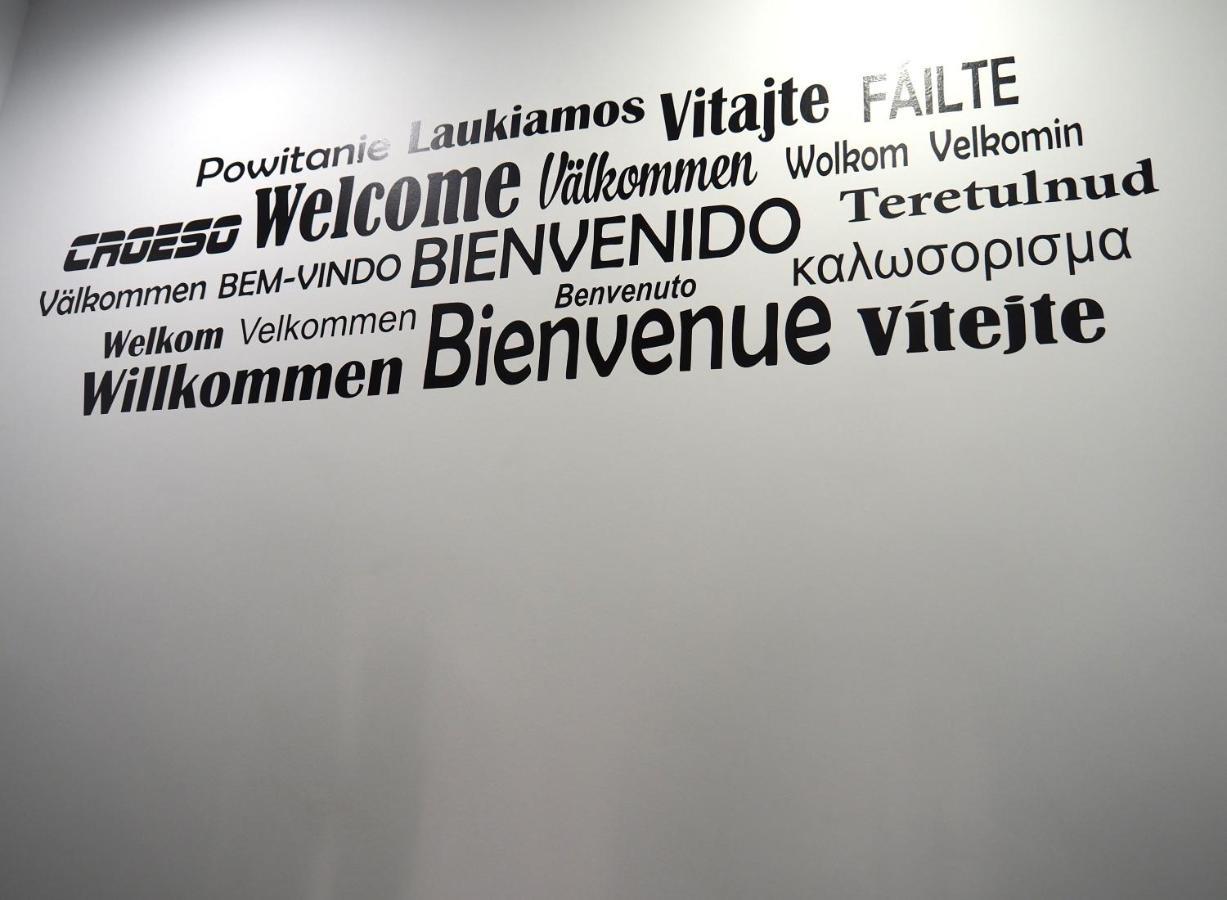 Powitanie Laukiamos Vitajte FÁILTE
CROESO Welcome Välkommen Wolkom Velkomin
Välkommen BEM-VINDO BIENVENIDO Teretulnud
Welkom Velkommen Benvenuto καλωσορισμα
Willkommen Bienvenue vítejte